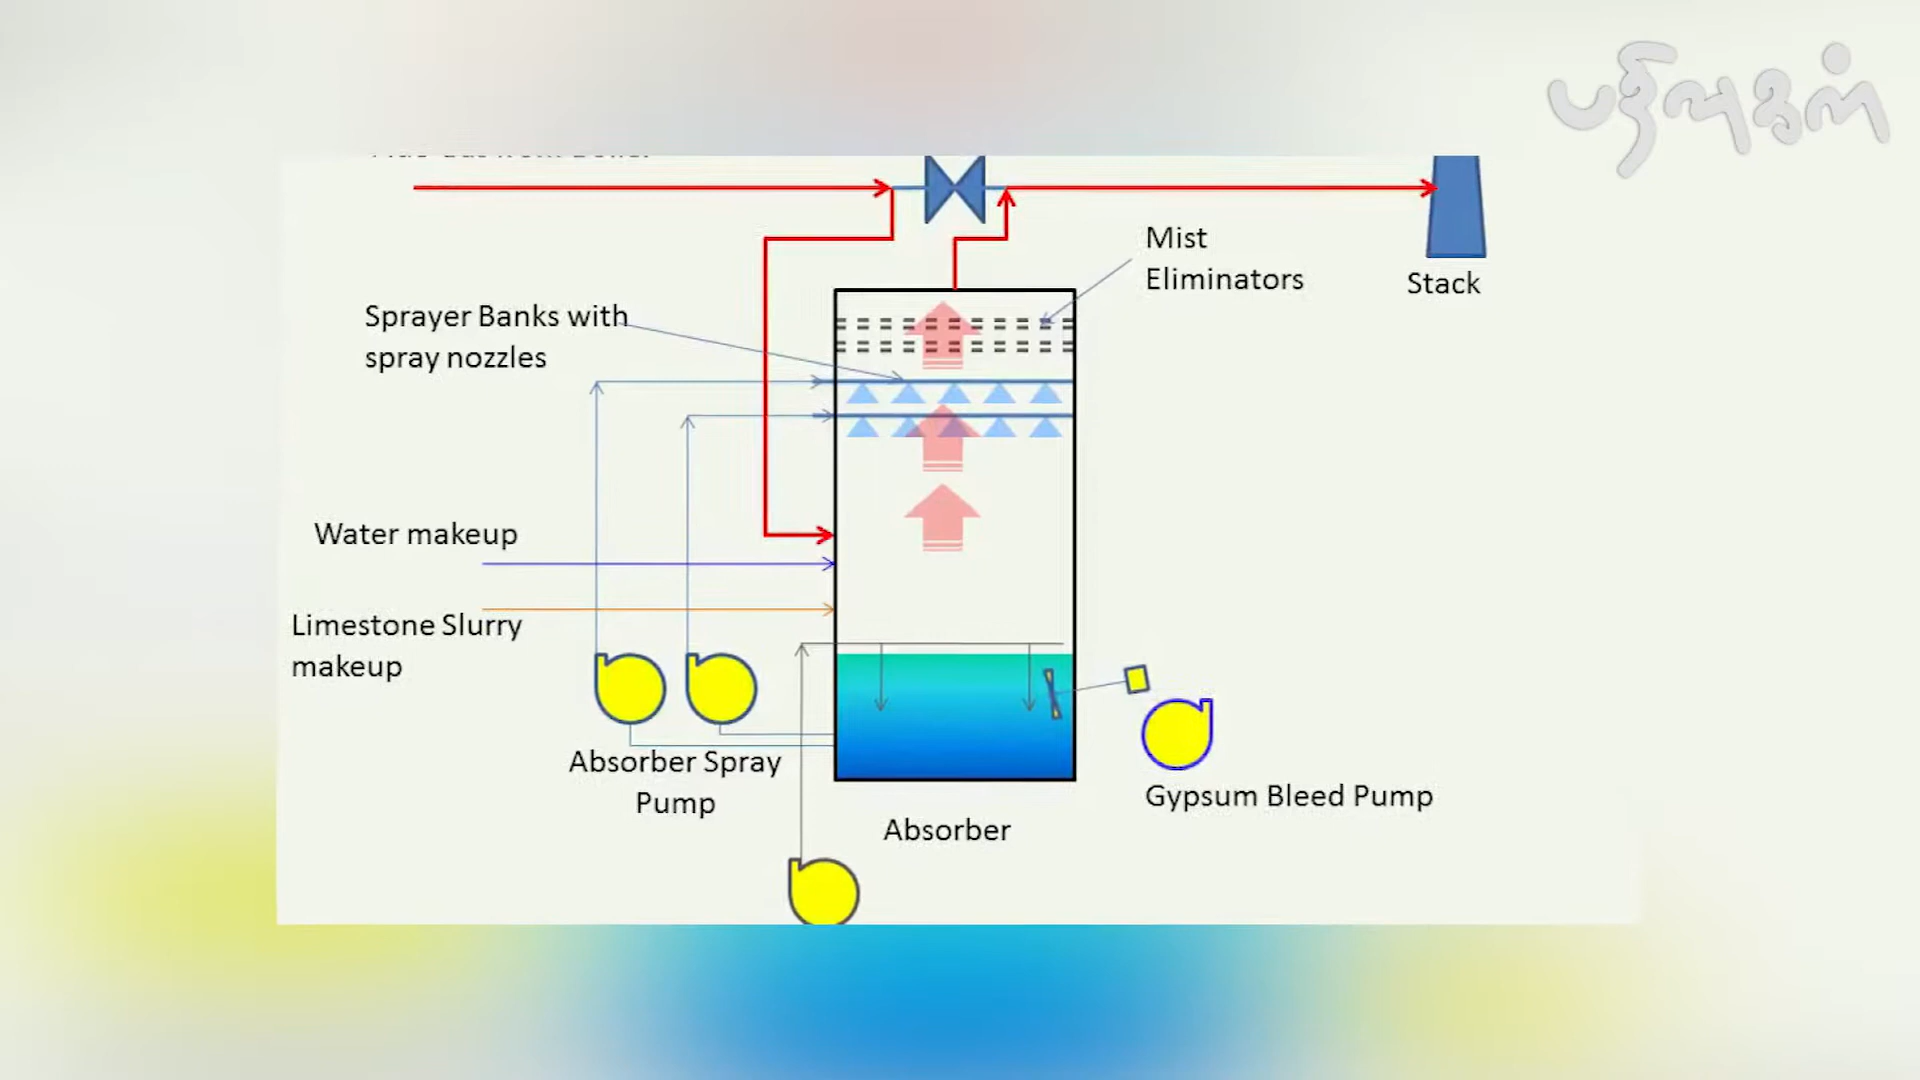 Mist
Eliminators
Stack
Sprayer Banks with
spray nozzles
Water makeup
Limestone Slurry
makeup
Absorber Spray
Pump
Gypsum Bleed Pump
Absorber